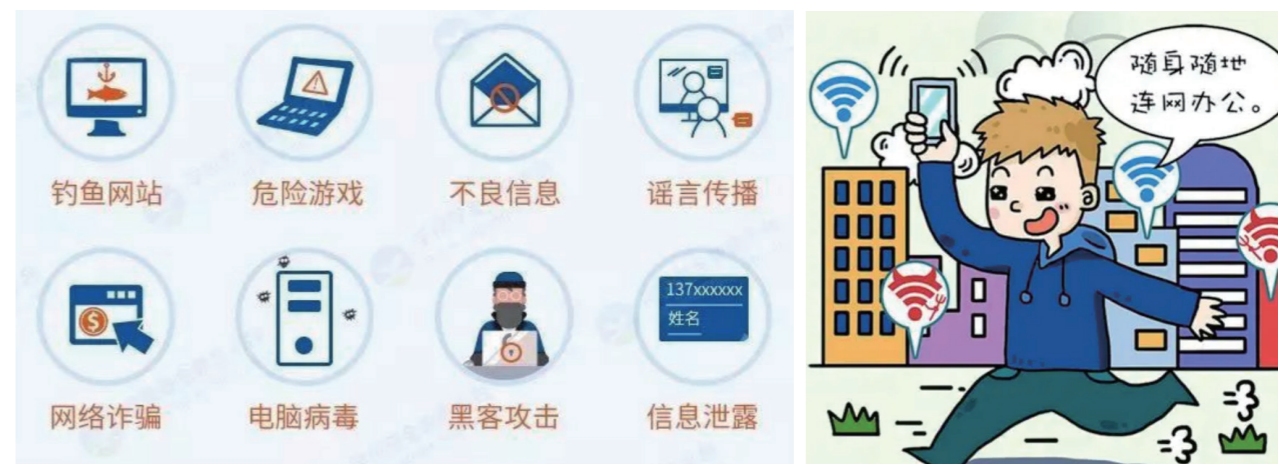 钓鱼网站
危险游戏
不良信息
谣言传播
137xxxxxx
姓名
网络诈骗
电脑病毒
黑客攻击
信息泄露
随身随地
连网办公。